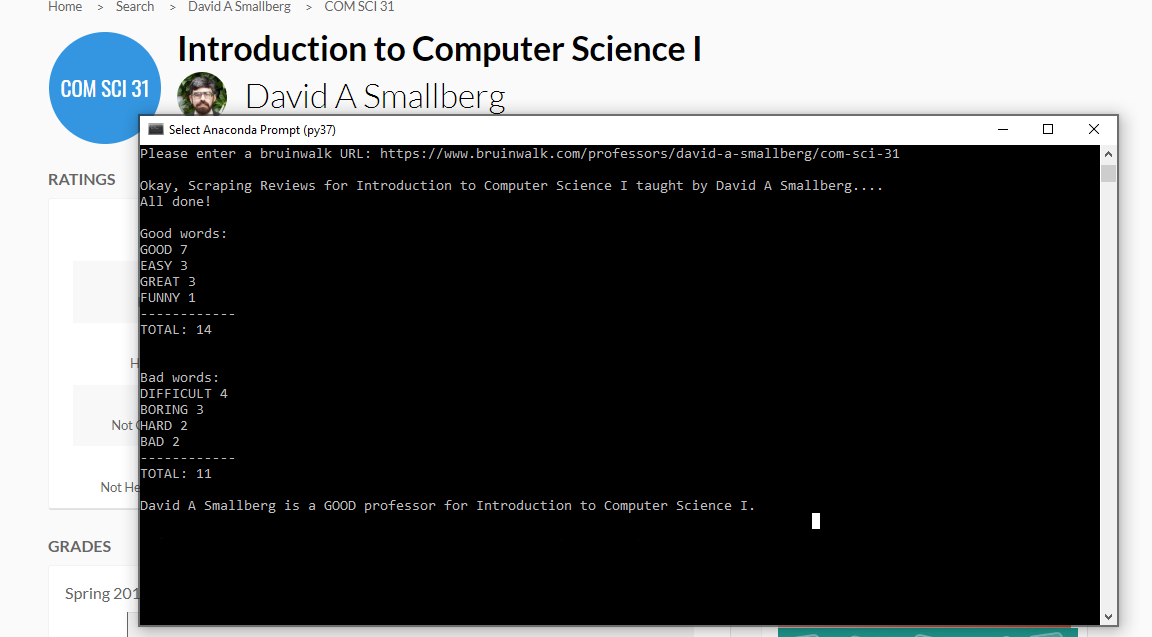 Home > Search > David A Smallberg > COM SCI 31
Introduction to Computer Science I
COM SCI 31
David A Smallberg
Select Anaconda Prompt (py37)
Please enter a bruinwalk URL: https://www.bruinwalk.com/professors/david-a-smallberg/com-sci-31
RATINGS
Okay, Scraping Reviews for Introduction to Computer Science I taught by David A Smallberg....
All done!
Good words:
GOOD 7
EASY 3
GREAT 3
FUNNY 1
------------
TOTAL: 14
Bad words:
DIFFICULT 4
BORING 3
Not
HARD 2
BAD 2
------------
TOTAL: 11
Not He
David A Smallberg is a GOOD professor for Introduction to Computer Science I.
GRADES
Spring 201